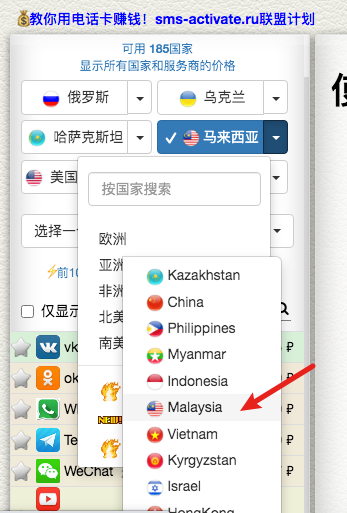 教你用电话卡赚钱！sms-activate.ru联盟计划
可用 185国家
显示所有国家和服务商的价格
俄罗斯
乌克兰
哈萨克斯坦
马来西亚
美国
选择一
按国家搜索
欧洲
亚洲
非洲
北美
南美
前10
仅显示
Kazakhstan
China
Philippines
Myanmar
Indonesia
Malaysia
Vietnam
Kyrgyzstan
Israel
HongKong
vk
ok
Te
WeChat
₽
₽
₽
₽
₽